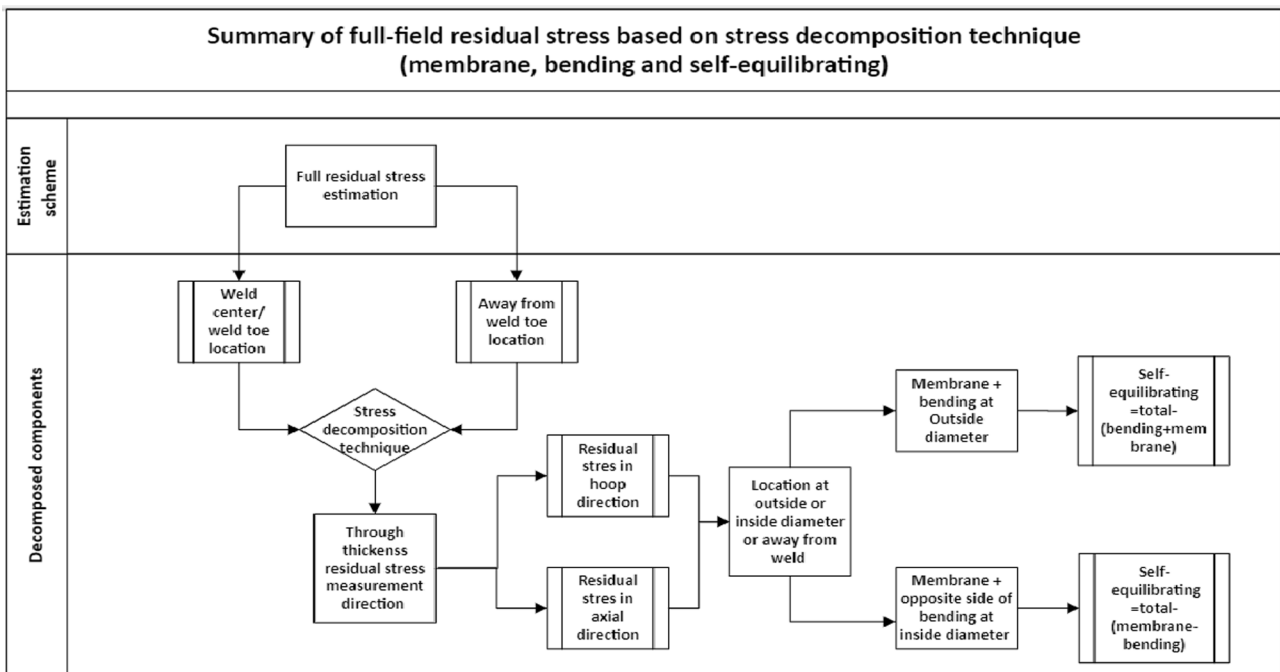 Summary of full-field residual stress based on stress decomposition technique
(membrane, bending and self-equilibrating)
Estimation
scheme
Full residual stress
estimation
Decomposed components
Weld
center/
weld toe
location
Away from
weld toe
location
Stress
decomposition
technique
Through
thickenss
residual stress
measurement
direction
Residual
stres in
hoop
direction
Residual
stres in
axial
direction
Location at
outside or
inside diameter
or away from
weld
Membrane +
bending at
Outside
diameter
Self-
equilibrating
=total-
(bending+mem
brane)
Membrane +
opposite side of
bending at
inside diameter
Self-
equilibrating
=total-
(membrane-
bending)